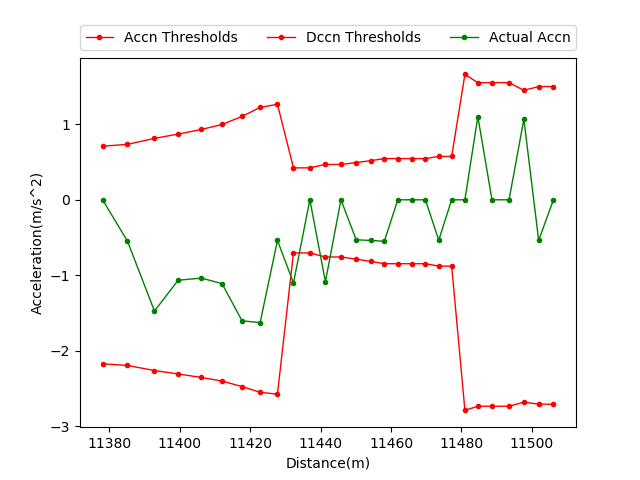 Accn Thresholds Dccn Thresholds Actual Accn
1
0
−1
−2
−3
Acceleration(m/s^2)
11380 11400 11420 11440 11460 11480 11500
Distance(m)